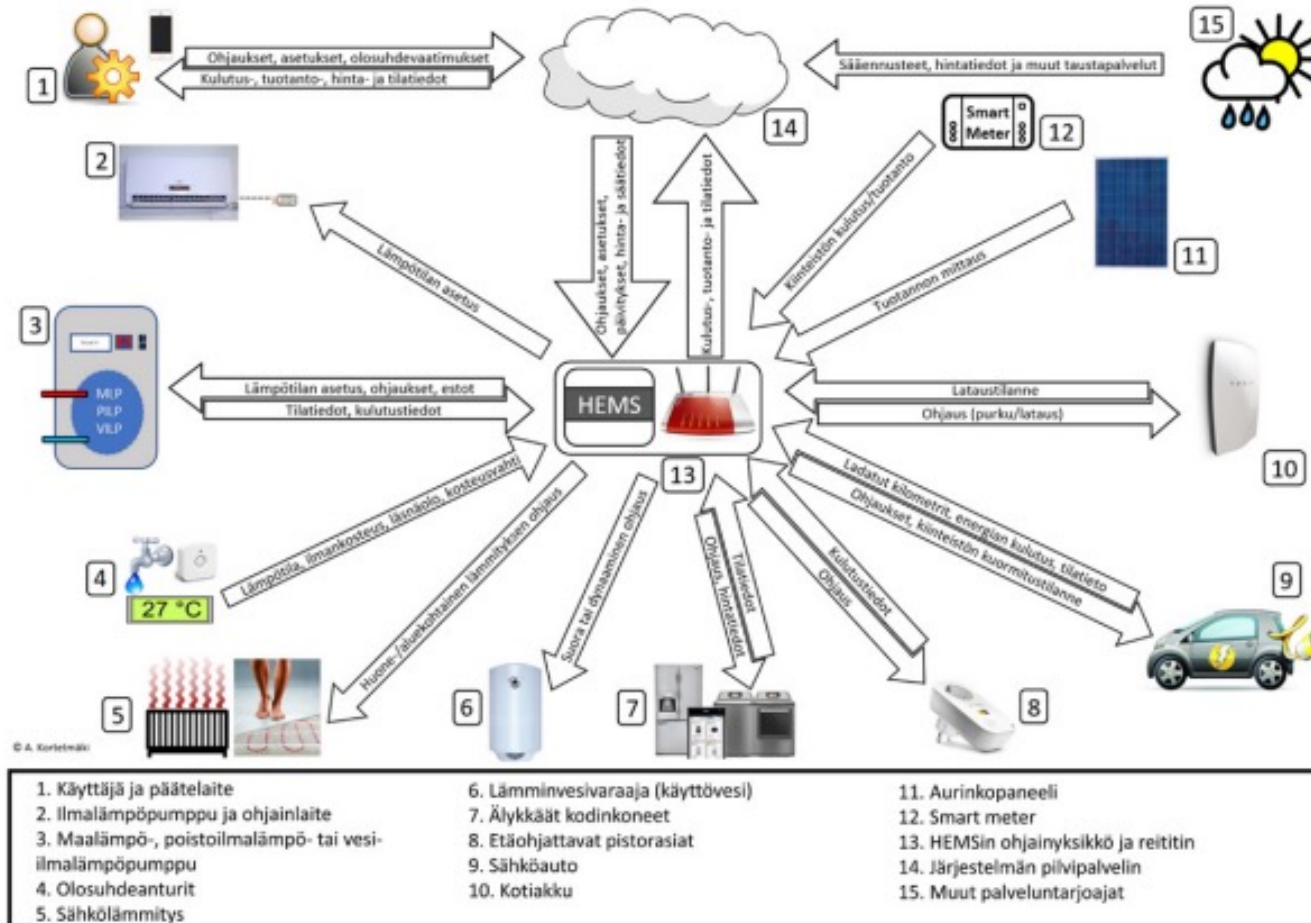 1
Ohjaukset, asetukset, olosuhdevaatimukset
Kulutus-, tuotanto-, hinta- ja tilatiedot
14
Sääennusteet, hintatiedot ja muut taustapalvelut
15
Smart
Meter
12
2
Lämpötilan asetus
Ohjaukset, asetukset,
päivitykset, hinta- ja säätiedot
Kulutus-, tuotanto- ja tilatiedot
Kiinteistön kulutus/tuotanto
Tuotannon mittaus
11
3
MLP
PILP
VILP
Lämpötilan asetus, ohjaukset, estot
Tilatiedot, kulutustiedot
HEMS
13
Lataustilanne
Ohjaus (purku/lataus)
10
4
27 °C
Lämpötila, ilmankosteus, läsnäolo, kosteusvahti
Huone-/aluekohtainen lämmityksen ohjaus
Suora tai dynaaminen ohjaus
Tilatiedot
Ohjaus, hintatiedot
Kulutustiedot
Ohjaus
Ladatut kilometrit, energian kulutus, tilatieto
Ohjaukset, kiinteistön kuormitustilanne
9
5
6
7
8
© A. Kortelmäki
1. Käyttäjä ja päätelaite
2. Ilmalämpöpumppu ja ohjainlaite
3. Maalämpö-, poistoilmalämpö- tai vesi-
ilmalämpöpumppu
4. Olosuhdeanturit
5. Sähkölämmitys
6. Lämminvesivaraaja (käyttövesi)
7. Älykkäät kodinkoneet
8. Etäohjattavat pistorasiat
9. Sähköauto
10. Kotiakku
11. Aurinkopaneeli
12. Smart meter
13. HEMSin ohjainyksikkö ja reititin
14. Järjestelmän pilvipalvelin
15. Muut palveluntarjoajat